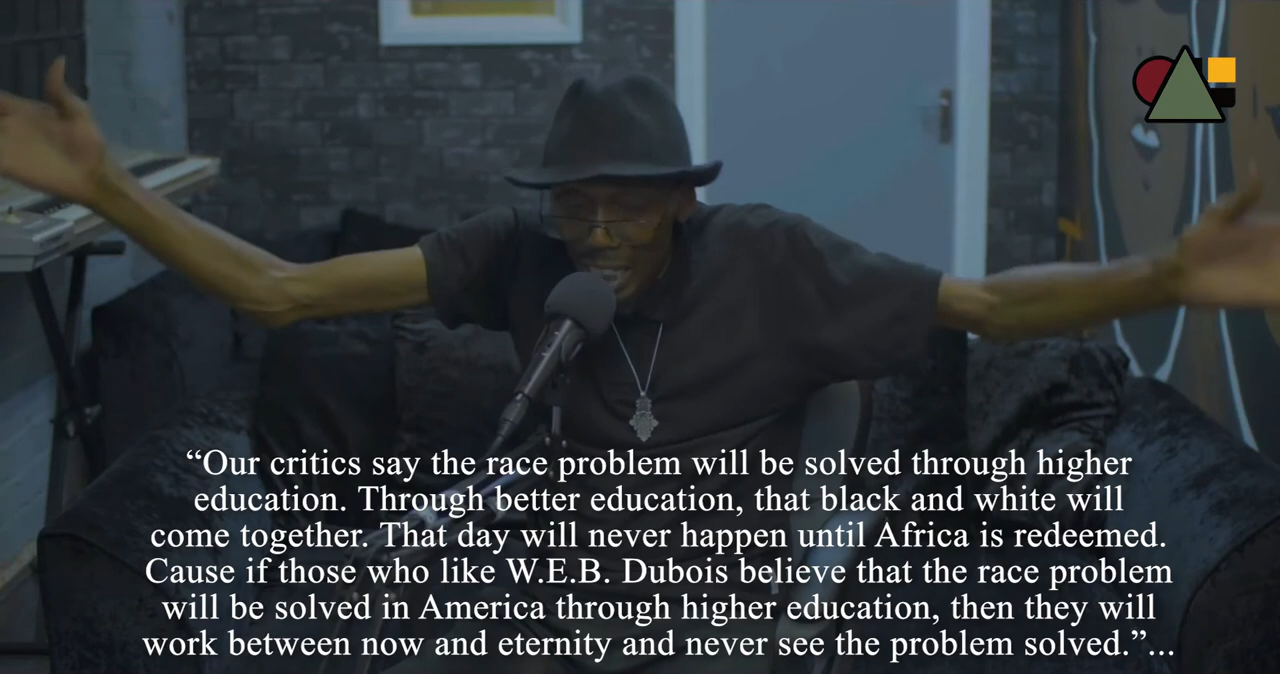 “Our critics say the race problem will be solved through higher
education. Through better education, that black and white will
come together. That day will never happen until Africa is redeemed.
Cause if those who like W.E.B. Dubois believe that the race problem
will be solved in America through higher education, then they will
work between now and eternity and never see the problem solved.”...